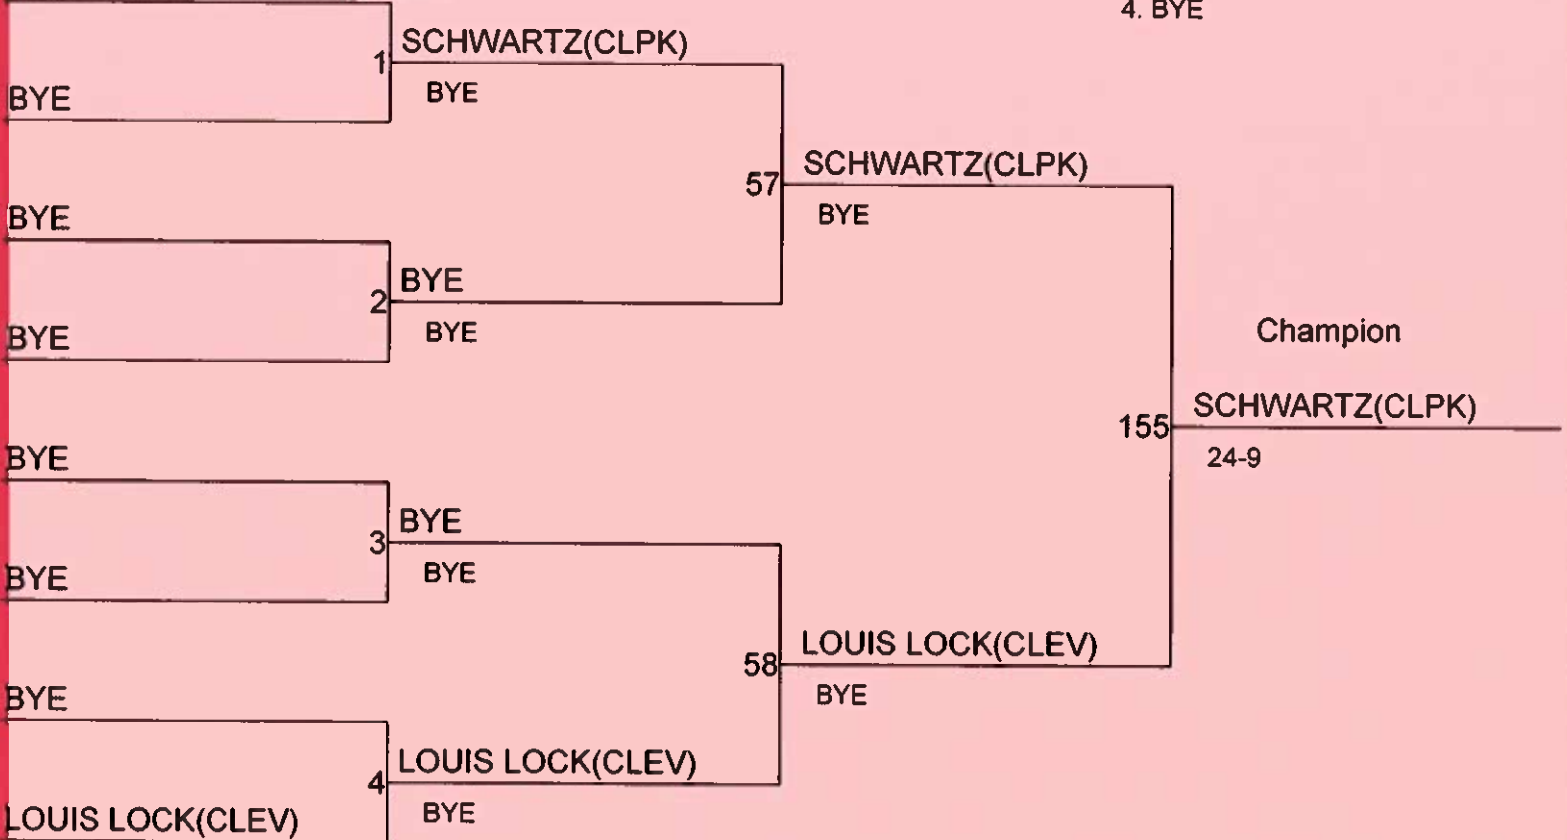 4. BYE
SCHWARTZ(CLPK)
1
BYE
BYE
SCHWARTZ(CLPK)
57
BYE
BYE
BYE
2
BYE
BYE
Champion
SCHWARTZ(CLPK)
155
24-9
BYE
BYE
3
BYE
BYE
LOUIS LOCK(CLEV)
58
BYE
BYE
LOUIS LOCK(CLEV)
4
BYE
LOUIS LOCK(CLEV)